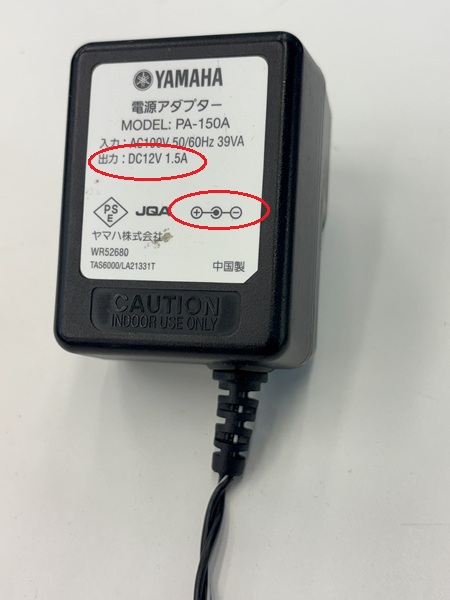 YAMAHA
電源アダプター
MODEL: PA-150A
入力：AC100V 50/60Hz 39VA
出力：DC12V 1.5A
PS
E
JQA
ヤマハ株式会社
WR52680
TAS6000/LA21331T
中国製
CAUTION
INDOOR USE ONLY